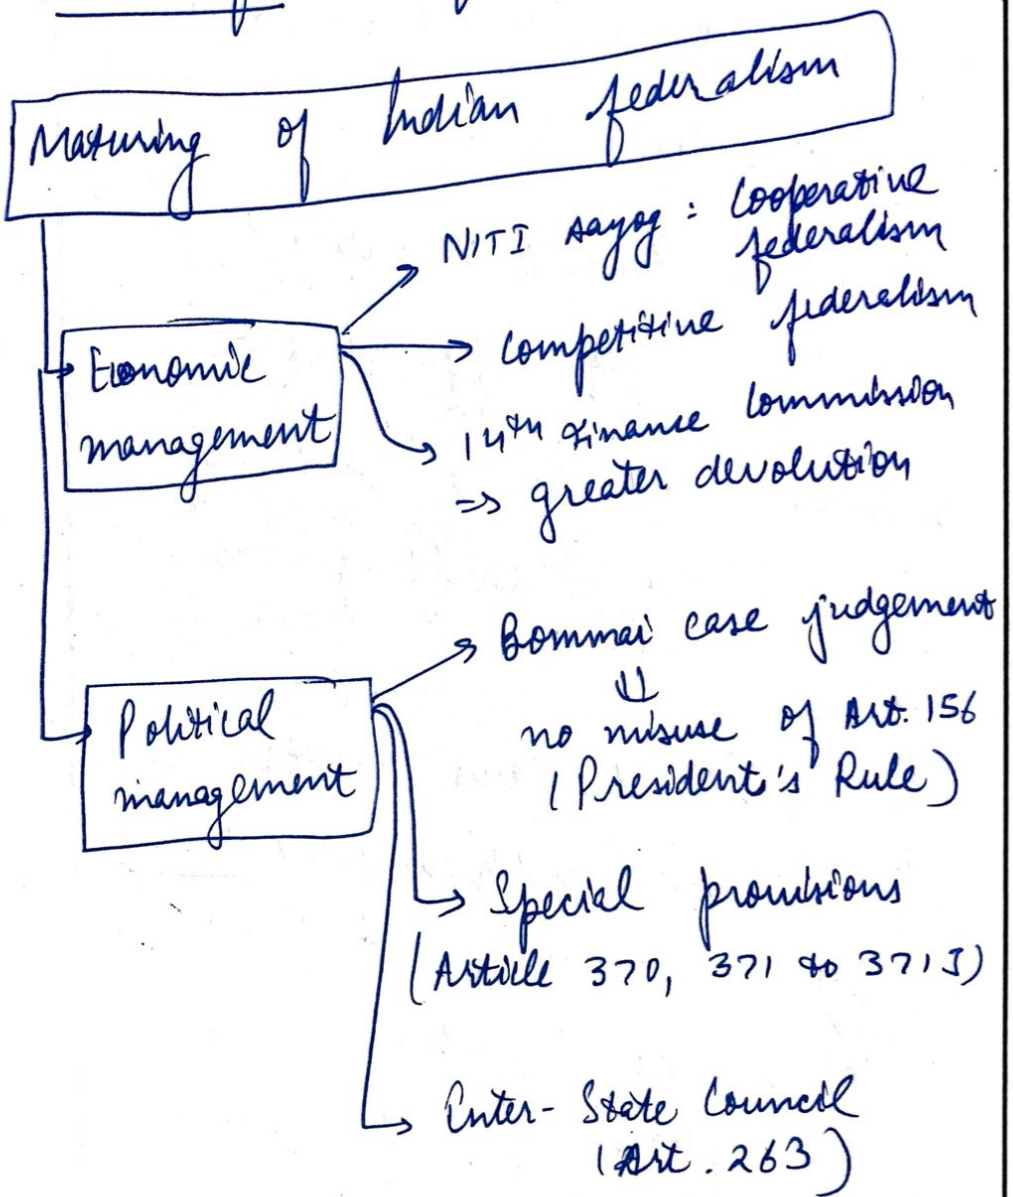 Maturing of Indian federalism
NITI Aayog : Cooperative
federalism
Economic
management
Competitive federalism
14th Finance Commission
=> greater devolution
Political
management
Bommai case judgement
⇓
no misuse of Art. 156
(President's Rule)
Special provisions
(Article 370, 371 to 371J)
Inter-State Council
(Art. 263)